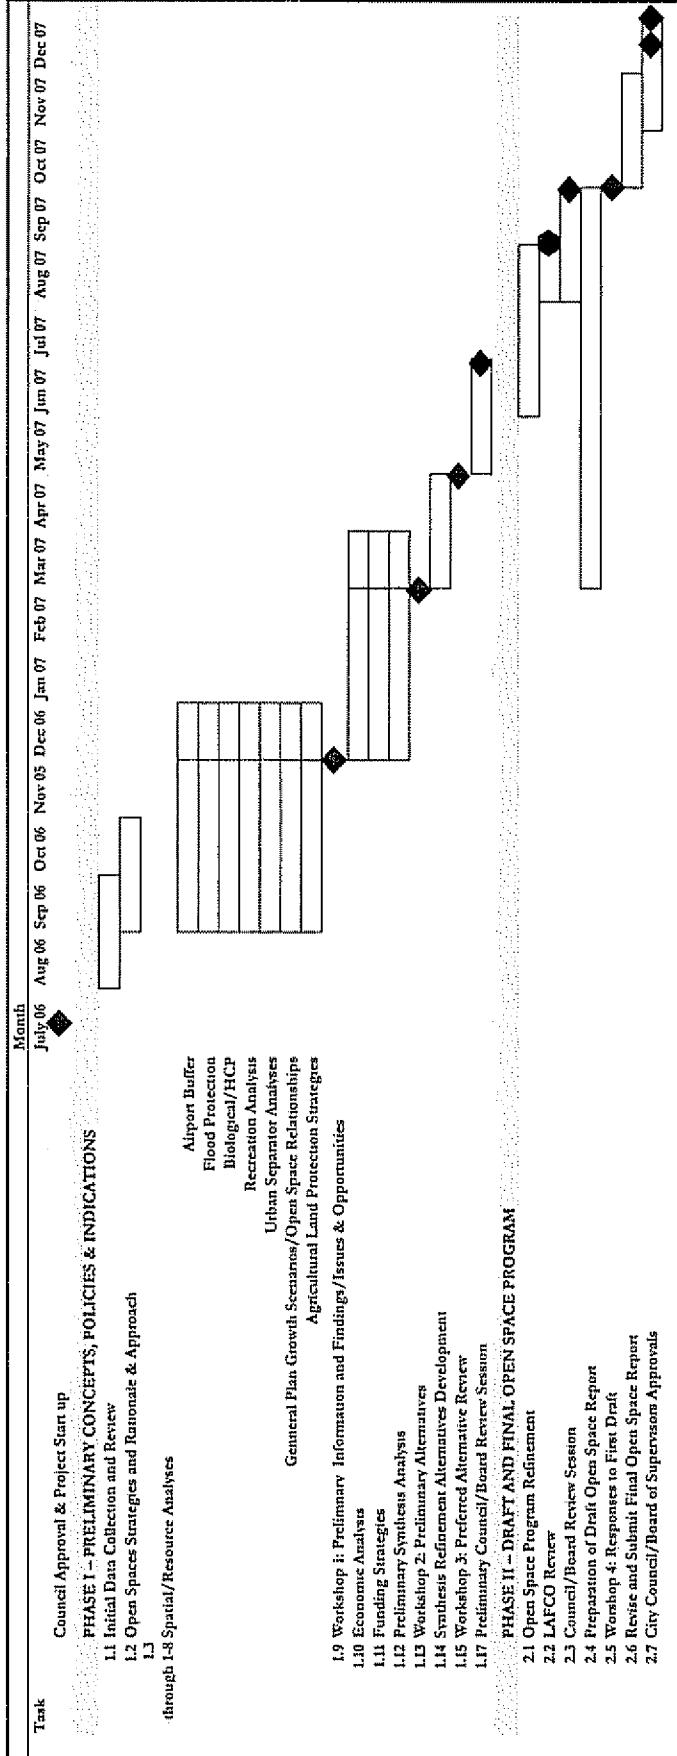 Month
Task
July 06 Aug 06 Sep 06 Oct 06 Nov 05 Dec 06 Jan 07 Feb 07 Mar 07 Apr 07 May 07 Jun 07 Jul 07 Aug 07 Sep 07 Oct 07 Nov 07 Dec 07
Council Approval & Project Start up
PHASE I – PRELIMINARY CONCEPTS, POLICIES & INDICATIONS
1.1 Initial Data Collection and Review
1.2 Open Spaces Strategies and Rationale & Approach
1.3
through 1-8 Spatial/Resource Analyses
Airport Buffer
Flood Protection
Biological/HCP
Recreation Analysis
Urban Separator Analyses
Genneral Plan Growth Scenarios/Open Space Relationships
Agricultural Land Protection Strategies
1.9 Workshop 1: Prelimnary Information and Findings/Issues & Opportunities
1.10 Economic Analysis
1.11 Funding Strategies
1.12 Preliminary Synthesis Analysis
1.13 Workshop 2: Preliminary Alternatives
1.14 Synthesis Refinement Alternatives Development
1.15 Workshop 3: Preferred Alternative Review
1.17 Preliminary Council/Board Review Session
PHASE II – DRAFT AND FINAL OPEN SPACE PROGRAM
2.1 Open Space Program Refinement
2.2 LAFCO Review
2.3 Council/Board Review Session
2.4 Preparation of Draft Open Space Report
2.5 Worshop 4: Responses to First Draft
2.6 Revise and Submit Final Open Space Report
2.7 City Council/Board of Supervisors Approvals